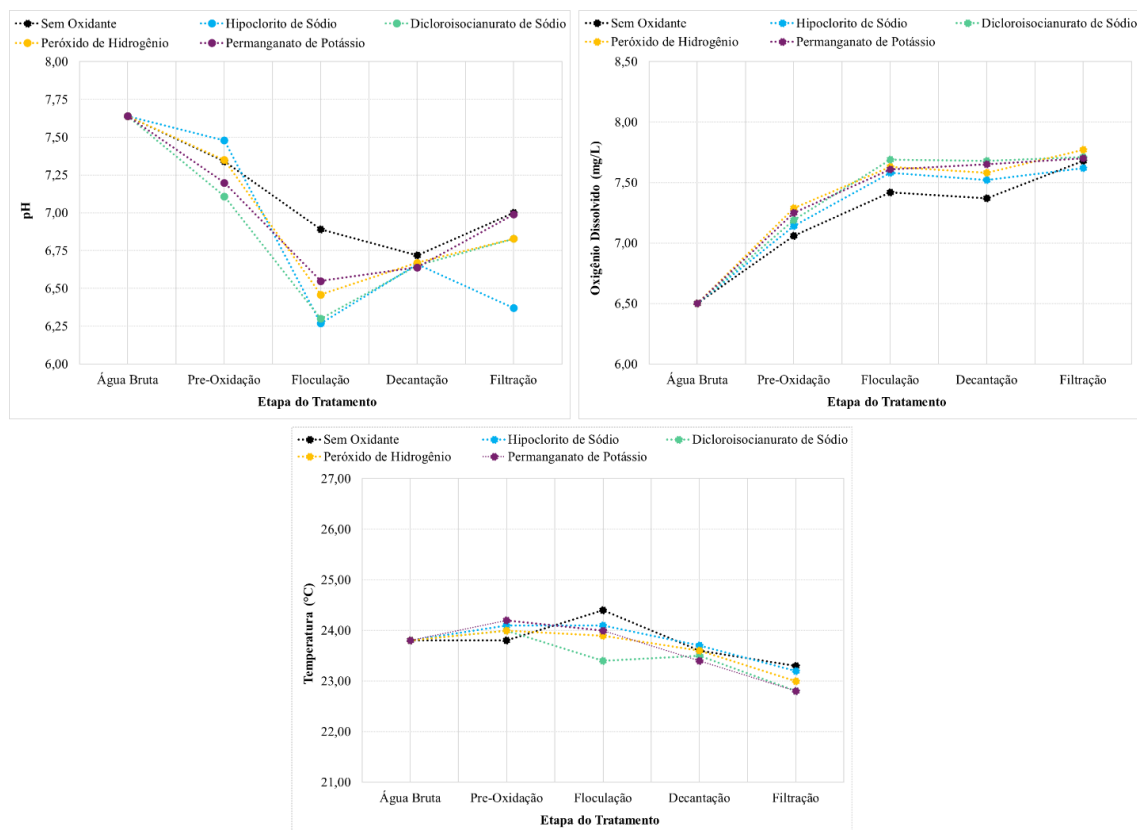 Sem Oxidante Hipoclorito de Sódio Dicloroisocianurato de Sódio
Peróxido de Hidrogênio Permanganato de Potássio
8,00
7,75
7,50
7,25
7,00
6,75
6,50
6,25
6,00
pH
Água Bruta Pre-Oxidação Floculação Decantação Filtração
Etapa do Tratamento
Sem Oxidante Hipoclorito de Sódio Dicloroisocianurato de Sódio
Peróxido de Hidrogênio Permanganato de Potássio
8,50
8,00
7,50
7,00
6,50
6,00
Oxigênio Dissolvido (mg/L)
Água Bruta Pre-Oxidação Floculação Decantação Filtração
Etapa do Tratamento
Sem Oxidante Hipoclorito de Sódio Dicloroisocianurato de Sódio
Peróxido de Hidrogênio Permanganato de Potássio
27,00
26,00
25,00
24,00
23,00
22,00
21,00
Temperatura (°C)
Água Bruta Pre-Oxidação Floculação Decantação Filtração
Etapa do Tratamento